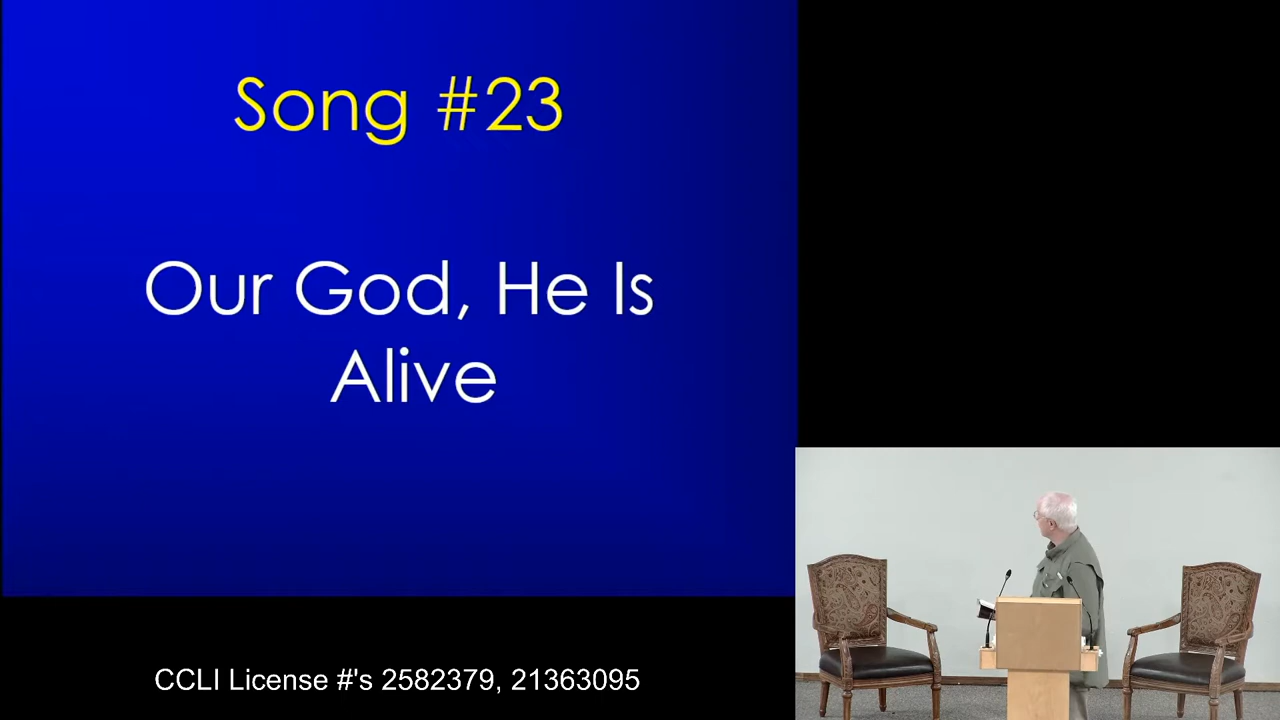 Song #23
Our God, He Is
Alive
CCLI License #'s 2582379, 21363095